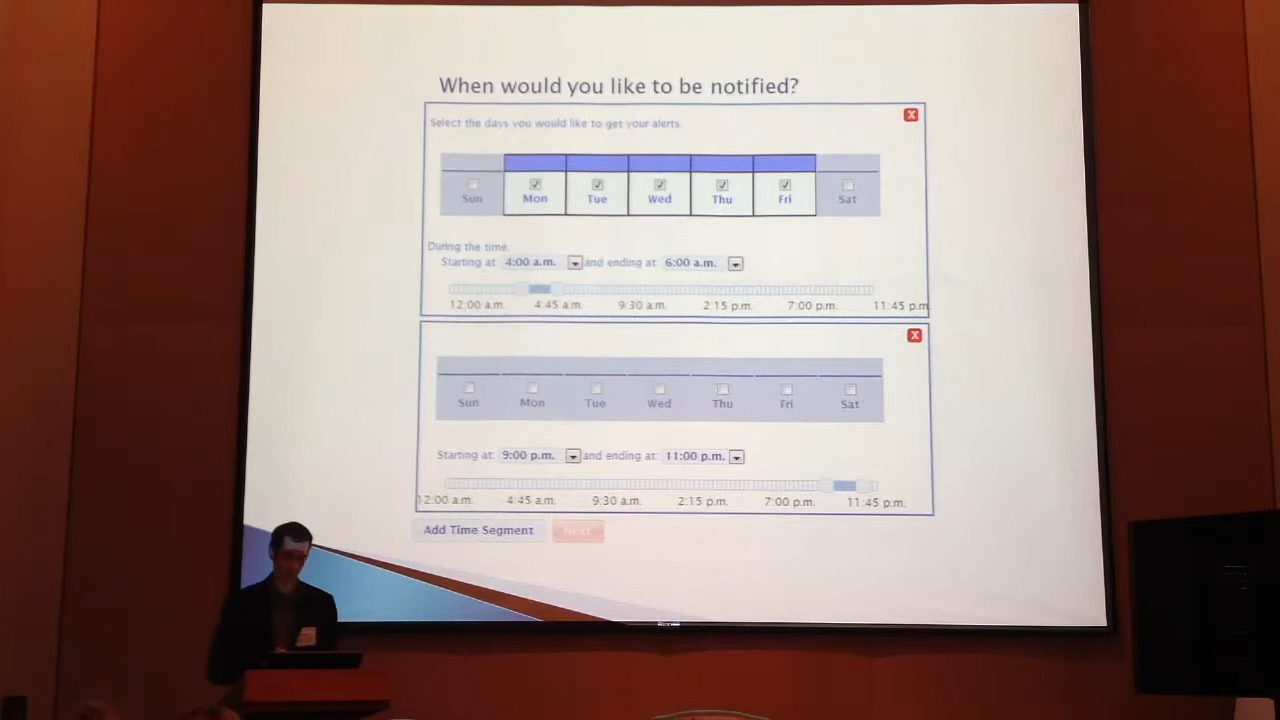 When would you like to be notified?
Select the days you would like to get your alerts:
X
Sun Mon Tue Wed Thu Fri Sat
During the time
Starting at 4:00 a.m. and ending at 6:00 a.m.
12:00 a.m. 4:45 a.m. 9:30 a.m. 2:15 p.m. 7:00 p.m. 11:45 p.m.
X
Sun Mon Tue Wed Thu Fri Sat
Starting at 9:00 p.m. and ending at 11:00 p.m.
12:00 a.m. 4:45 a.m. 9:30 a.m. 2:15 p.m. 7:00 p.m. 11:45 p.m.
Add Time Segment Next